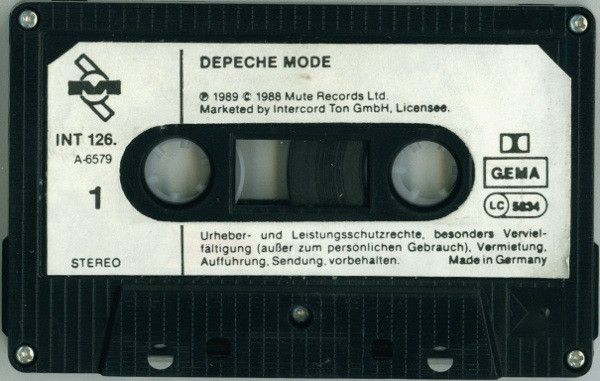 DEPECHE MODE
℗ 1989 © 1988 Mute Records Ltd.
Marketed by Intercord Ton GmbH, Licensee.
INT 126.
A-6579
1
GEMA
LC 5834
STEREO
Urheber- und Leistungsschutzrechte, besonders Verviel-
fältigung (außer zum persönlichen Gebrauch), Vermietung,
Aufführung, Sendung, vorbehalten. Made in Germany